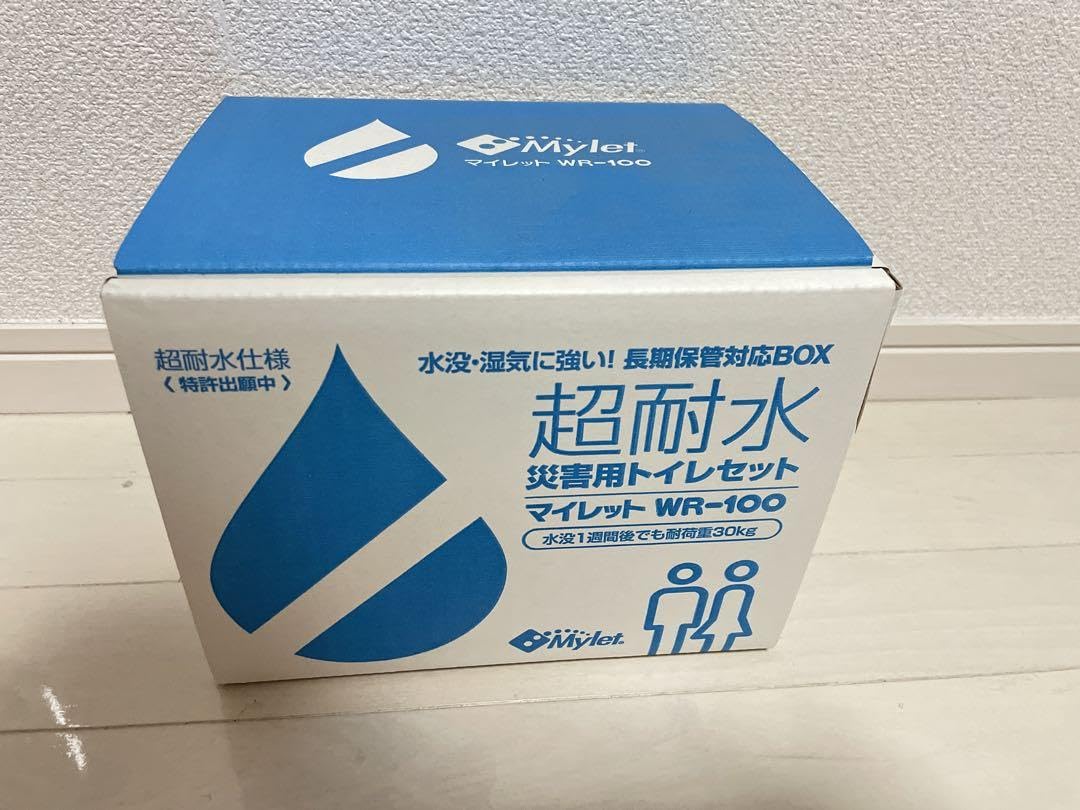 Mylet
マイレット WR-100
超耐水仕様
〈 特許出願中 〉
水没・湿気に強い! 長期保管対応BOX
超耐水
災害用トイレセット
マイレット WR-100
水没1週間後でも耐荷重30kg
Mylet